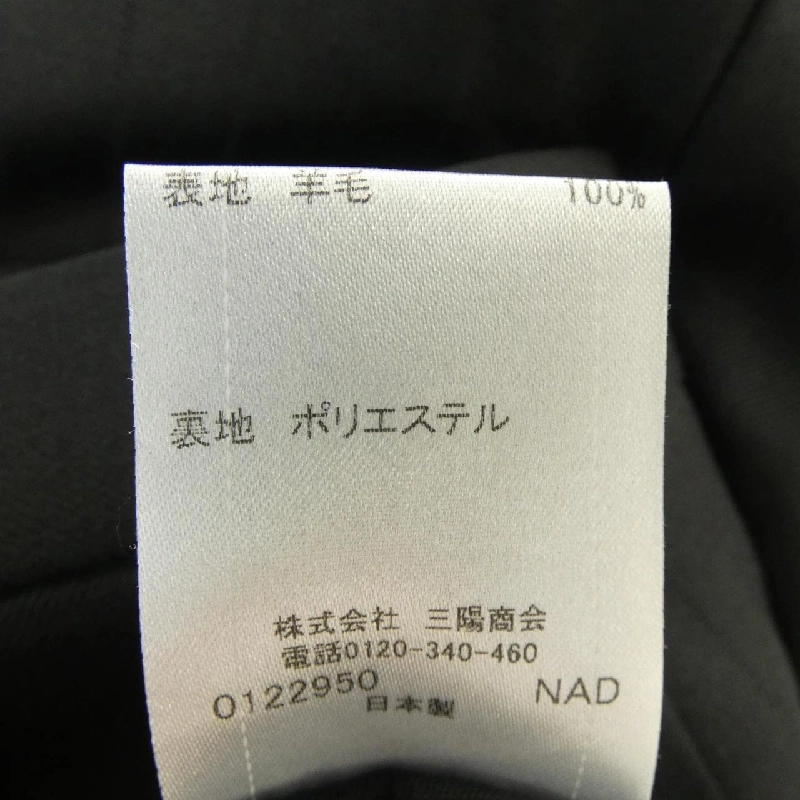 表地 羊毛 100%
裏地 ポリエステル
株式会社 三陽商会
電話0120-340-460
0122950 NAD
日本製